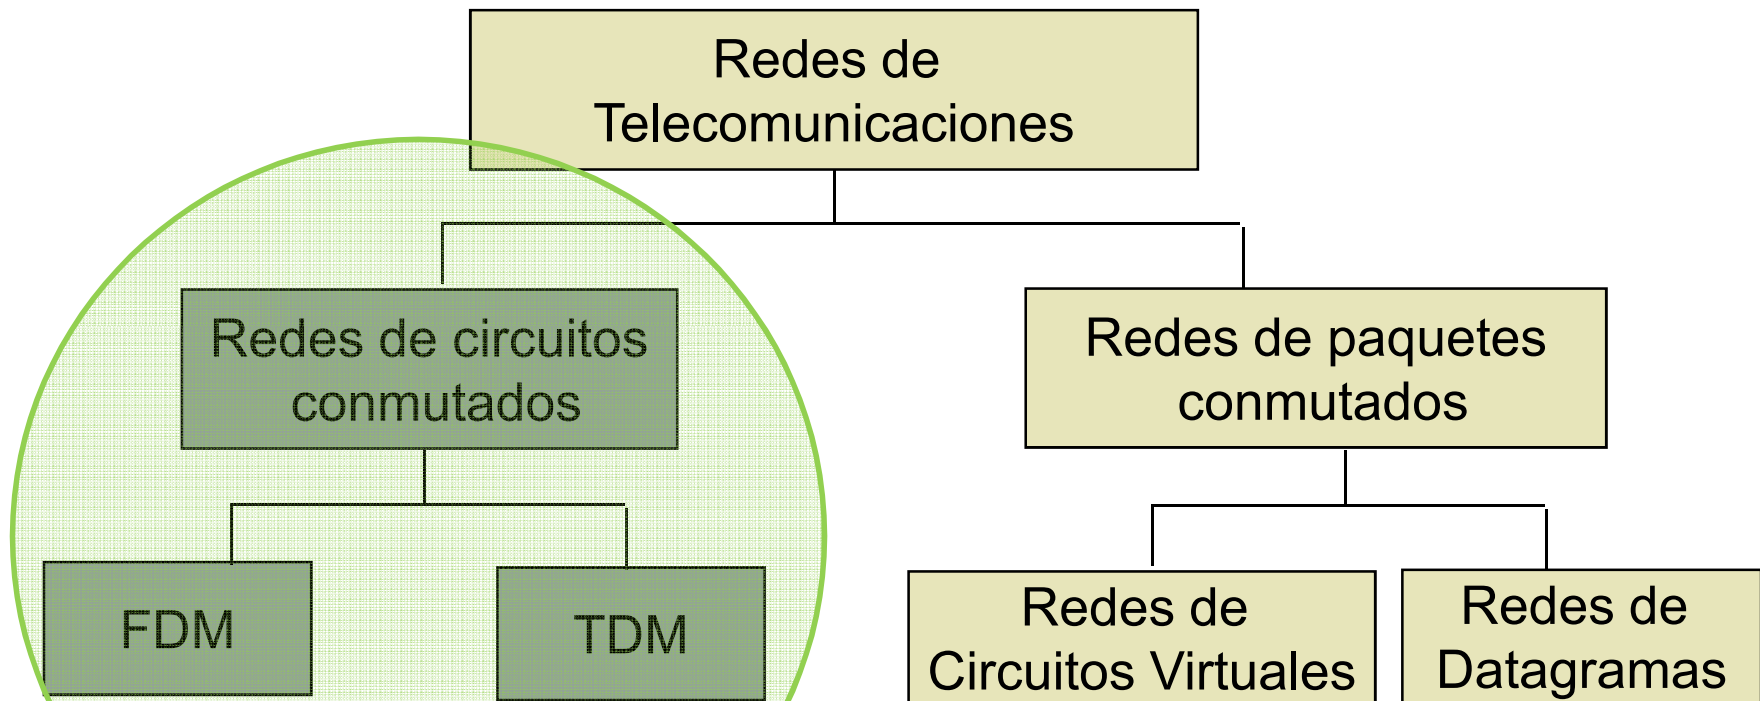 Redes de
Telecomunicaciones
Redes de circuitos
conmutados
Redes de paquetes
conmutados
FDM
TDM
Redes de
Circuitos Virtuales
Redes de
Datagramas